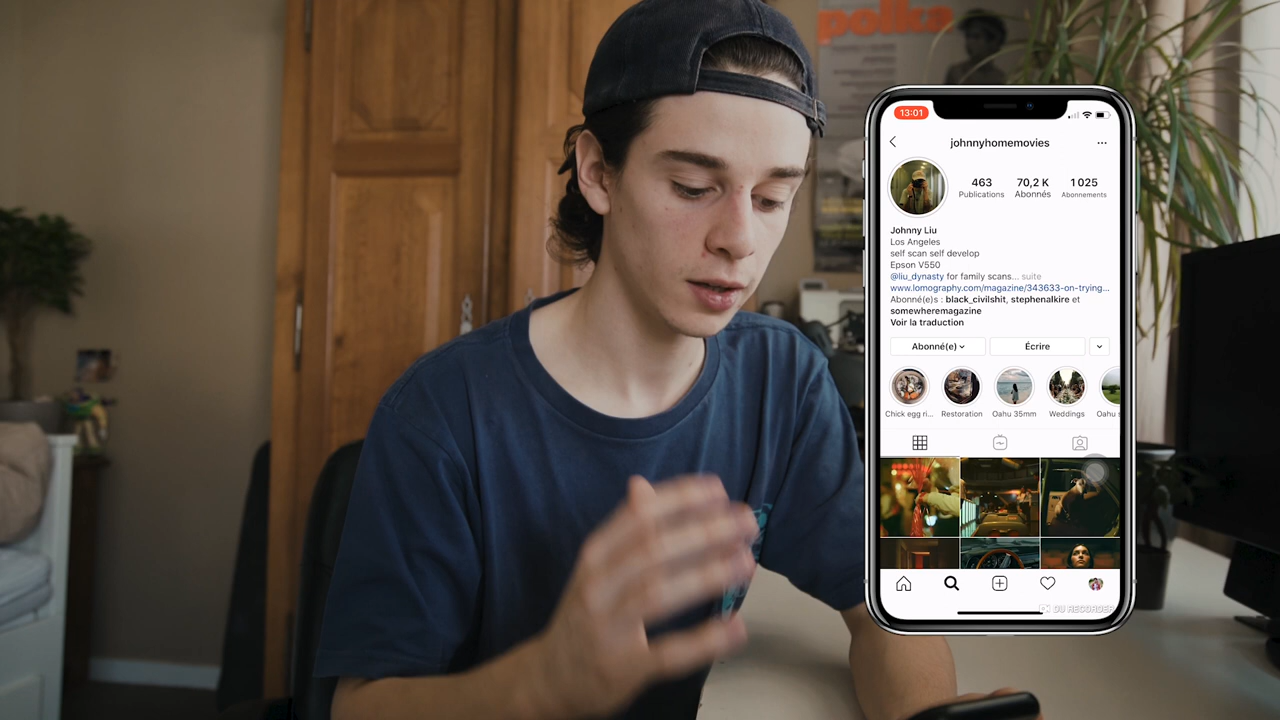 polka
13:01
johnnyhomemovies
463 70,2 K 1 025
Publications Abonnés Abonnements
Johnny Liu
Los Angeles
self scan self develop
Epson V550
@liu_dynasty for family scans... suite
www.lomography.com/magazine/343633-on-trying...
Abonné(e)s : black_civilshit, stephenalkire et
somewheremagazine
Voir la traduction
Abonné(e) Écrire
Chick egg ri... Restoration Oahu 35mm Weddings Oahu
DU RECORDER